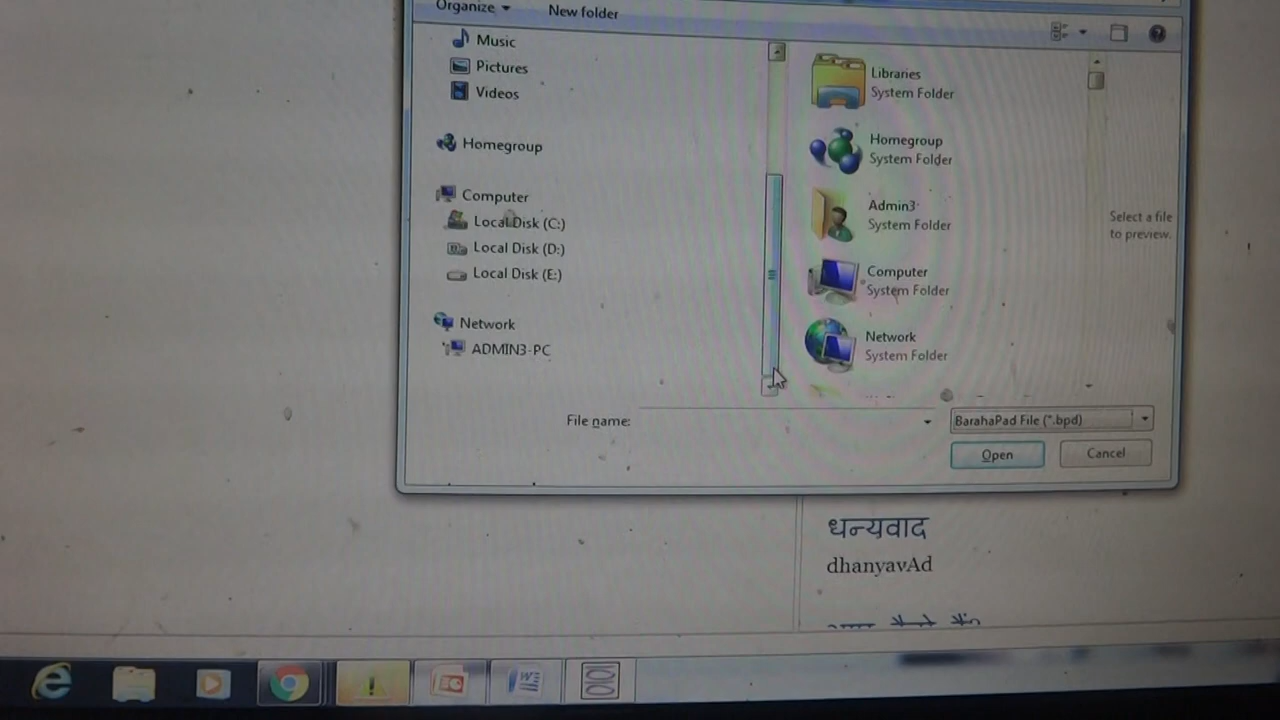 Organize
New folder
Music
Pictures
Videos
Homegroup
Computer
Local Disk (C:)
Local Disk (D:)
Local Disk (E:)
Network
ADMIN3-PC
Libraries
System Folder
Homegroup
System Folder
Admin3
System Folder
Computer
System Folder
Network
System Folder
Select a file
to preview.
File name:
BarahaPad File (*.bpd)
Open
Cancel
धन्यवाद
dhanyavAd